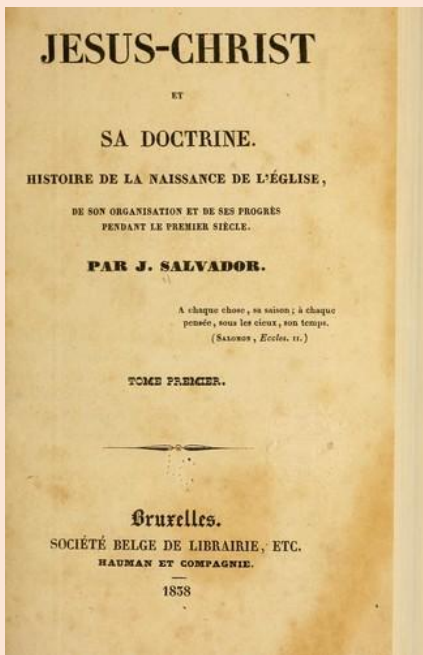 JESUS-CHRIST
ET
SA DOCTRINE.
HISTOIRE DE LA NAISSANCE DE L'ÉGLISE,
DE SON ORGANISATION ET DE SES PROGRÈS
PENDANT LE PREMIER SIÈCLE.
PAR J. SALVADOR.
A chaque chose, sa saison; à chaque
pensée, sous les cieux, son temps.
(SALOMON, Eccles. II.)
TOME PREMIER.
Bruxelles.
SOCIÉTÉ BELGE DE LIBRAIRIE, ETC.
HAUMAN ET COMPAGNIE.
1838